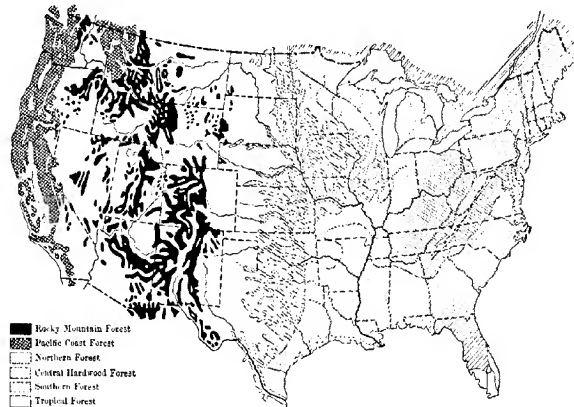 Rocky Mountain Forest
Pacific Coast Forest
Northern Forest
Central Hardwood Forest
Southern Forest
Tropical Forest